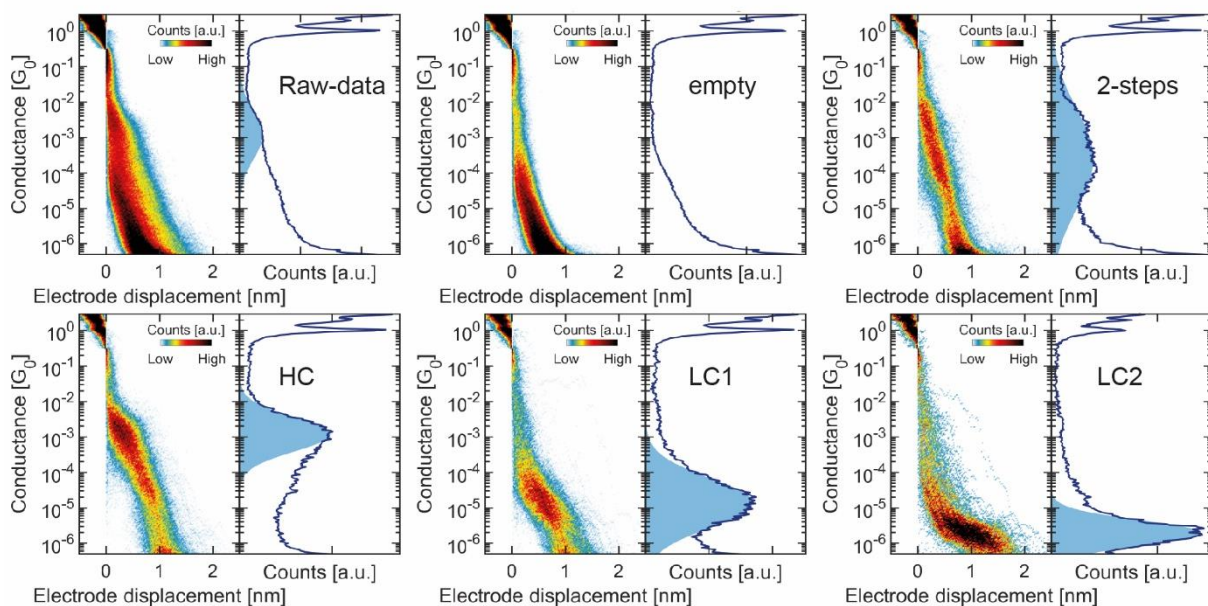 Counts [a.u.]
Low High
Raw-data
Conductance [G0]
10^0
10^-1
10^-2
10^-3
10^-4
10^-5
10^-6
0 1 2
Electrode displacement [nm]
Counts [a.u.]
Counts [a.u.]
Low High
empty
Conductance [G0]
10^0
10^-1
10^-2
10^-3
10^-4
10^-5
10^-6
0 1 2
Electrode displacement [nm]
Counts [a.u.]
Counts [a.u.]
Low High
2-steps
Conductance [G0]
10^0
10^-1
10^-2
10^-3
10^-4
10^-5
10^-6
0 1 2
Electrode displacement [nm]
Counts [a.u.]
Counts [a.u.]
Low High
HC
Conductance [G0]
10^0
10^-1
10^-2
10^-3
10^-4
10^-5
10^-6
0 1 2
Electrode displacement [nm]
Counts [a.u.]
Counts [a.u.]
Low High
LC1
Conductance [G0]
10^0
10^-1
10^-2
10^-3
10^-4
10^-5
10^-6
0 1 2
Electrode displacement [nm]
Counts [a.u.]
Counts [a.u.]
Low High
LC2
Conductance [G0]
10^0
10^-1
10^-2
10^-3
10^-4
10^-5
10^-6
0 1 2
Electrode displacement [nm]
Counts [a.u.]